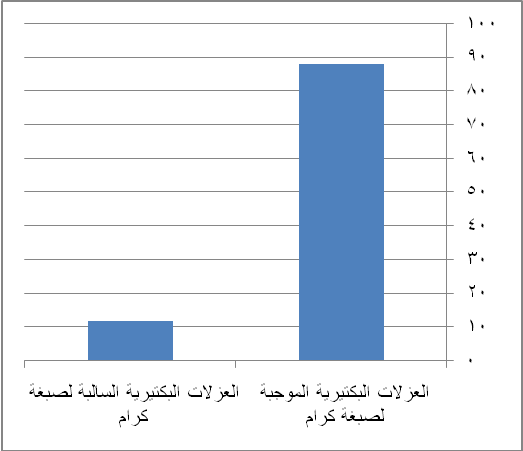 ١٠٠
٩٠
٨٠
٧٠
٦٠
٥٠
٤٠
٣٠
٢٠
١٠
٠
العزلات البكتيرية الموجبة
لصبغة كرام
العزلات البكتيرية السالبة لصبغة
كرام